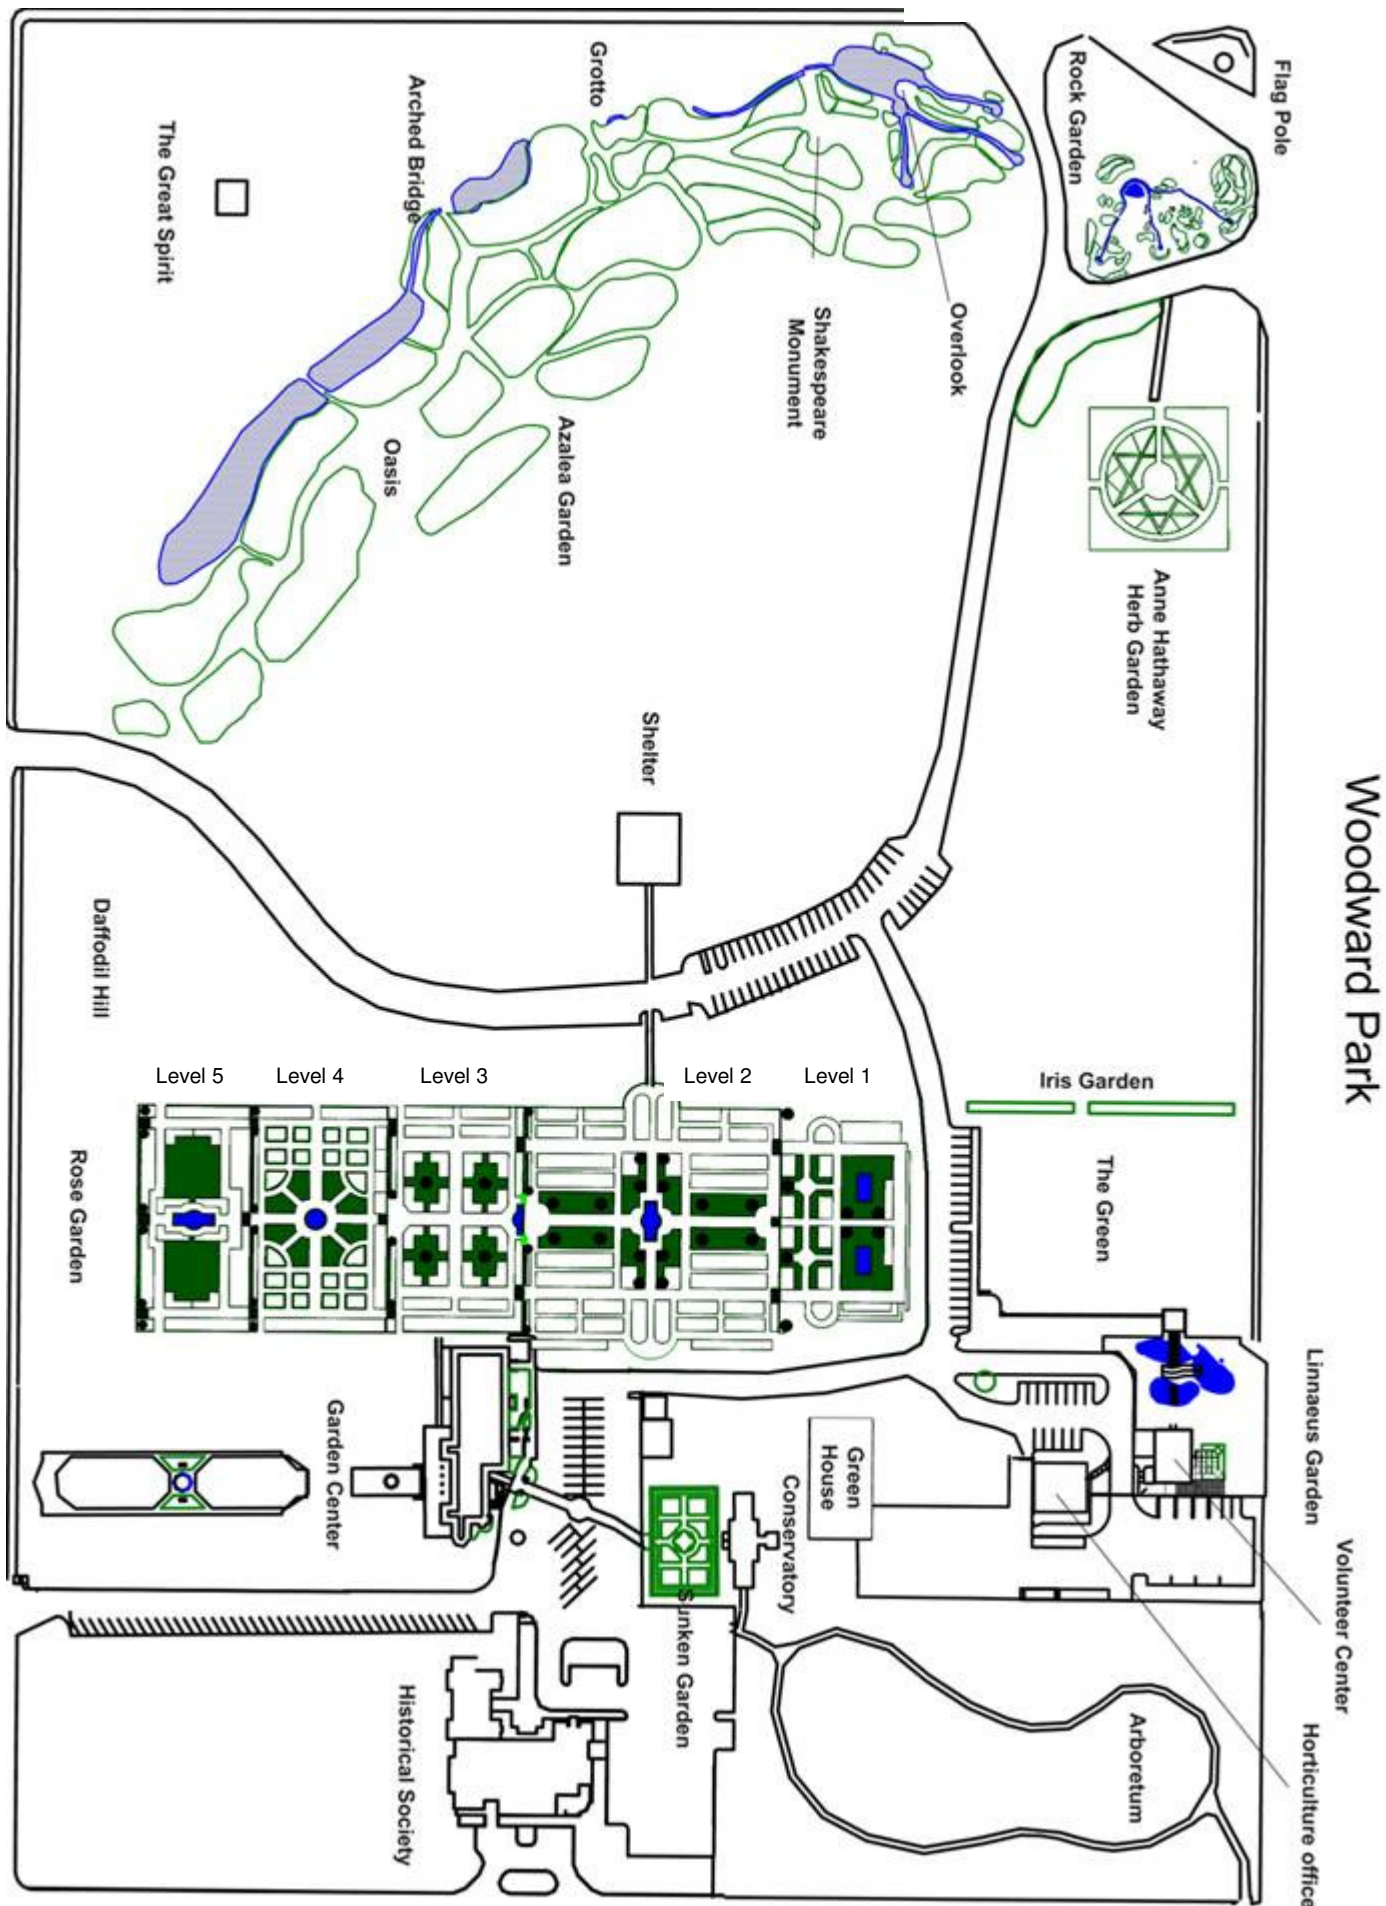 Woodward Park
Flag Pole
Rock Garden
Grotto
Arched Bridge
The Great Spirit
Overlook
Shakespeare
Monument
Azalea Garden
Oasis
Anne Hathaway
Herb Garden
Shelter
Daffodil Hill
Level 5
Level 4
Level 3
Level 2
Level 1
Iris Garden
The Green
Rose Garden
Linnaeus Garden
Garden Center
Green
House
Conservatory
Volunteer Center
Sunken Garden
Historical Society
Arboretum
Horticulture office